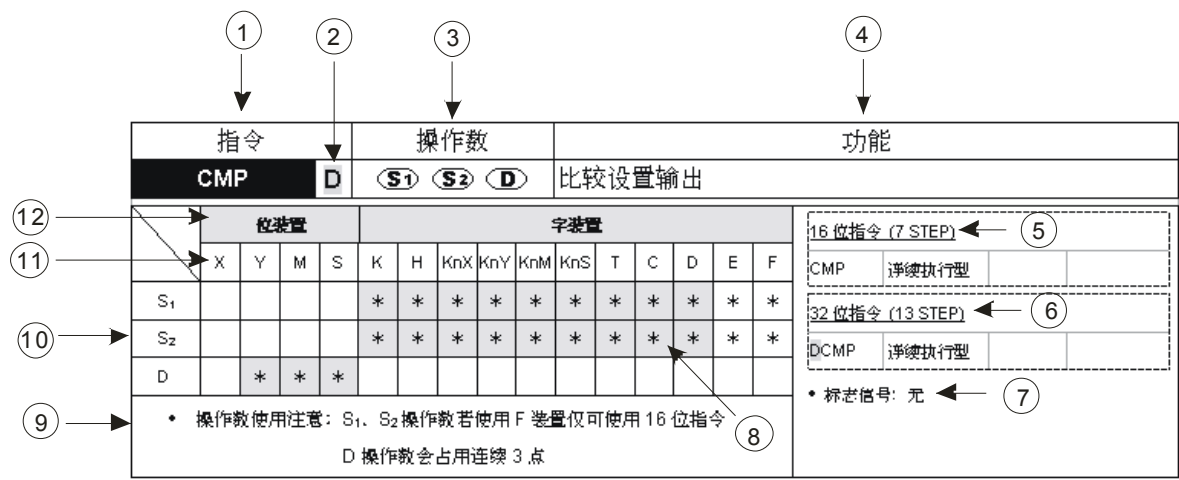 1 2 3 4
指令 操作数 功能
CMP D S1 S2 D 比较设置输出
12 位装置 字装置
11 X Y M S K H KnX KnY KnM KnS T C D E F
S₁ * * * * * * * * * * *
10 S₂ * * * * * * * * * * *
D * * *
9 • 操作数使用注意：S₁、S₂操作数若使用 F 装置仅可使用 16 位指令 8
D 操作数会占用连续 3 点
16 位指令 (7 STEP) 5
CMP 连续执行型
32 位指令 (13 STEP) 6
DCMP 连续执行型
• 标志信号: 无 7